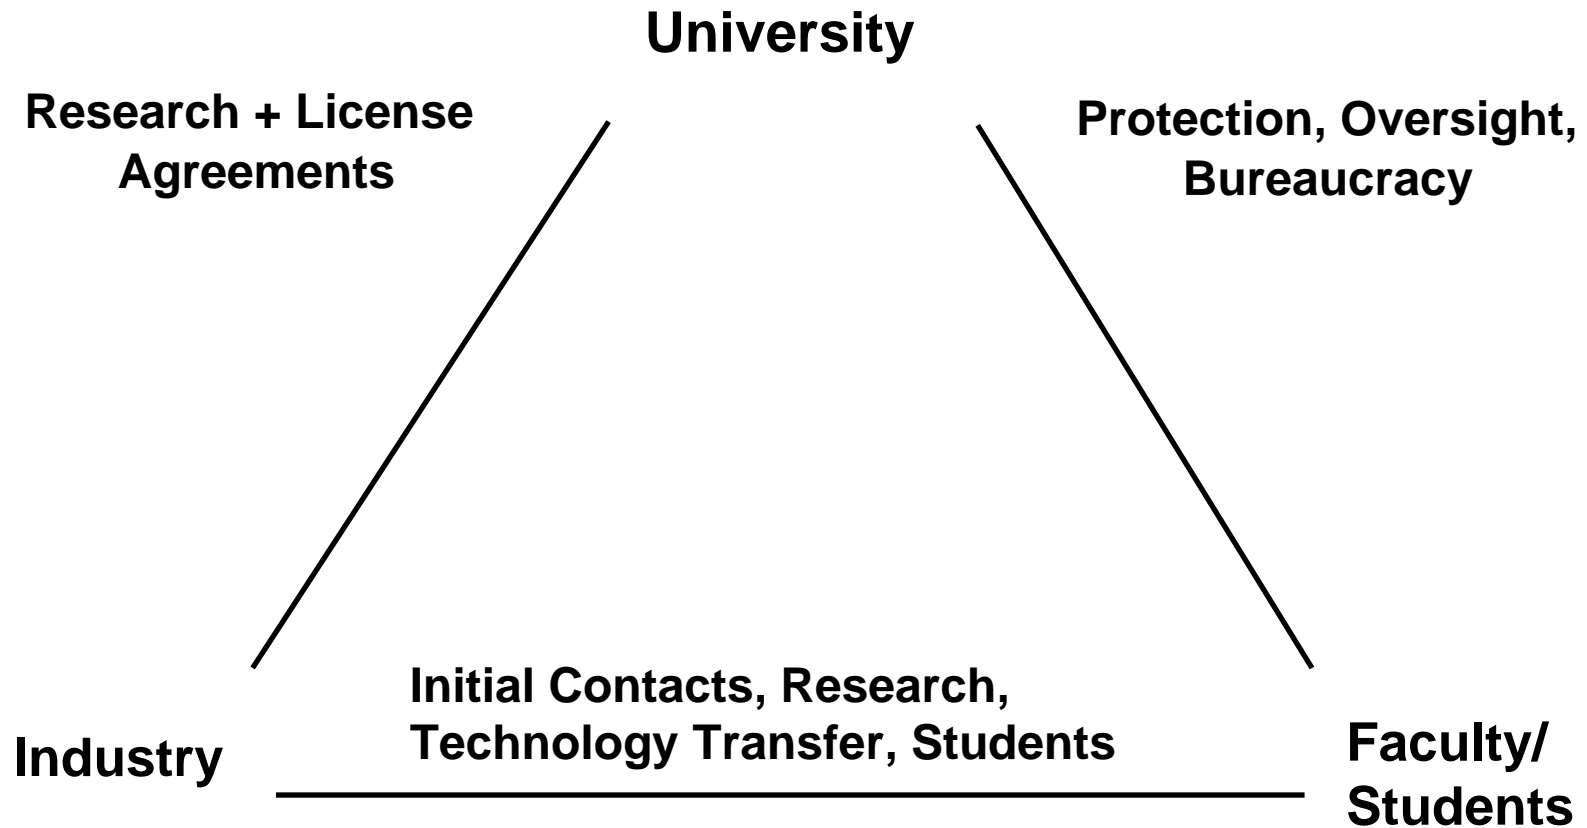 University
Research + License
Agreements
Protection, Oversight,
Bureaucracy
Initial Contacts, Research,
Technology Transfer, Students
Industry
Faculty/
Students